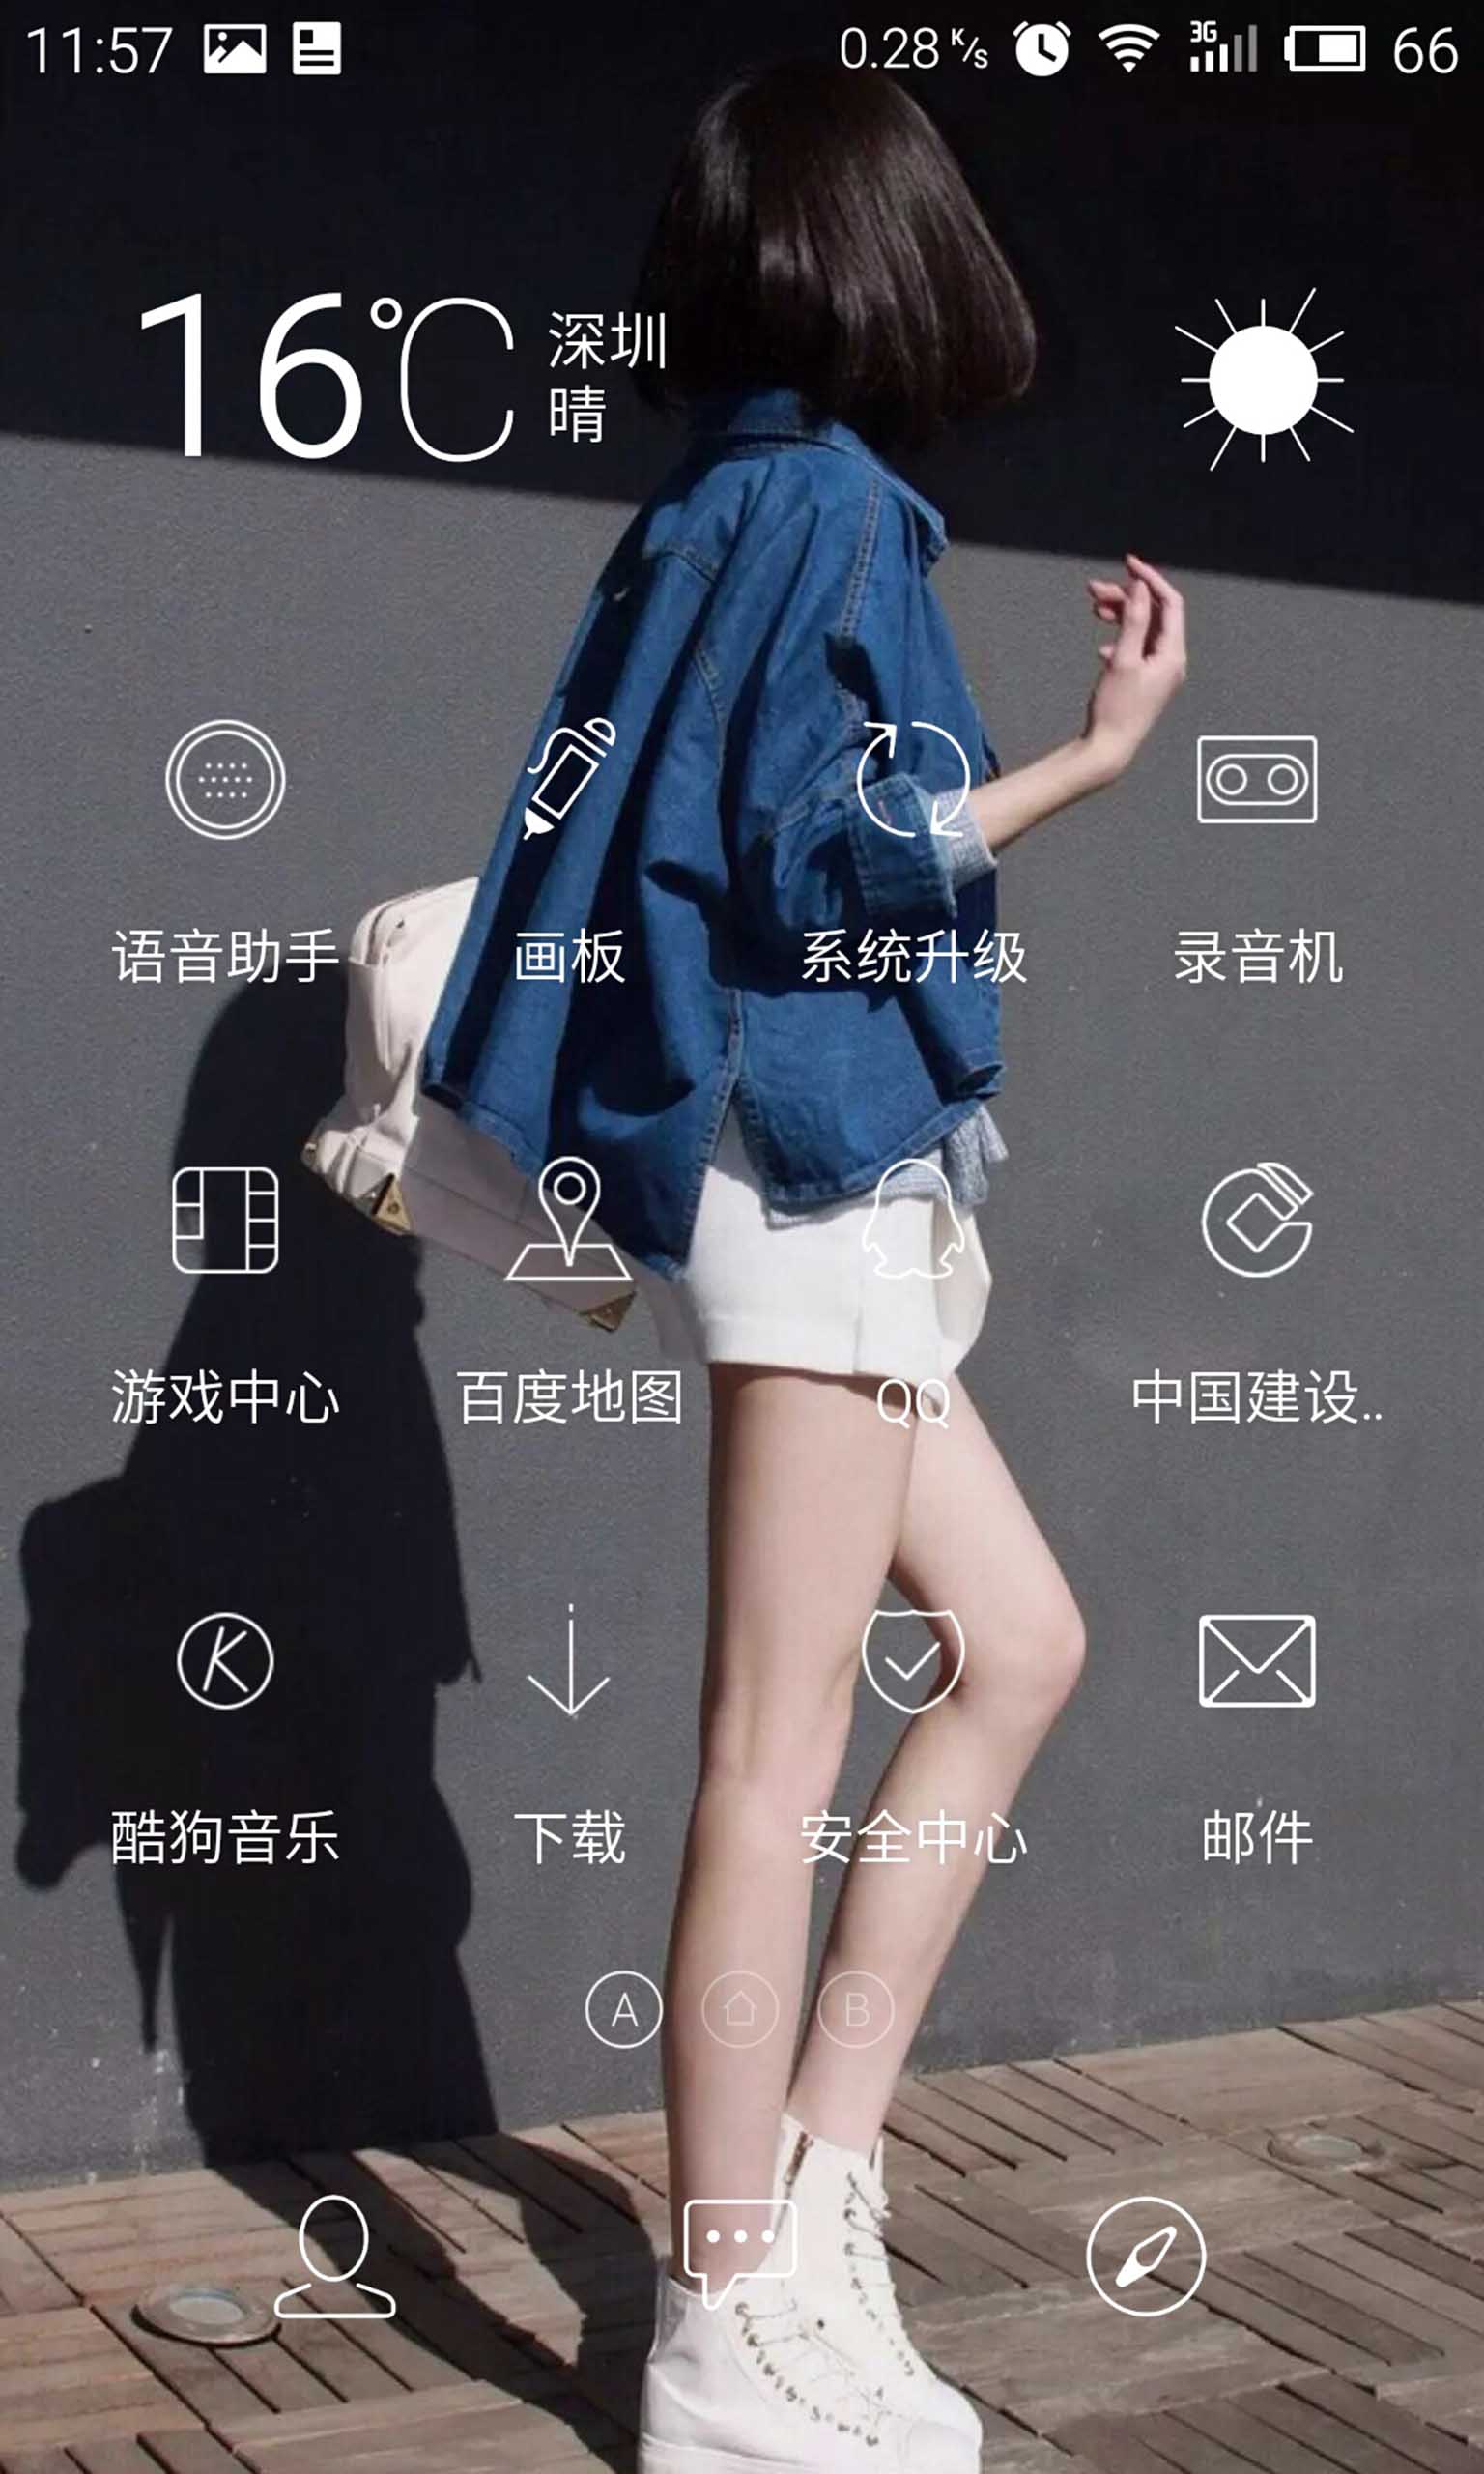 11:57 0.28 K/s 3G 66
16℃ 深圳
晴
语音助手 画板 系统升级 录音机
游戏中心 百度地图 QQ 中国建设..
K
酷狗音乐 下载 安全中心 邮件
A B